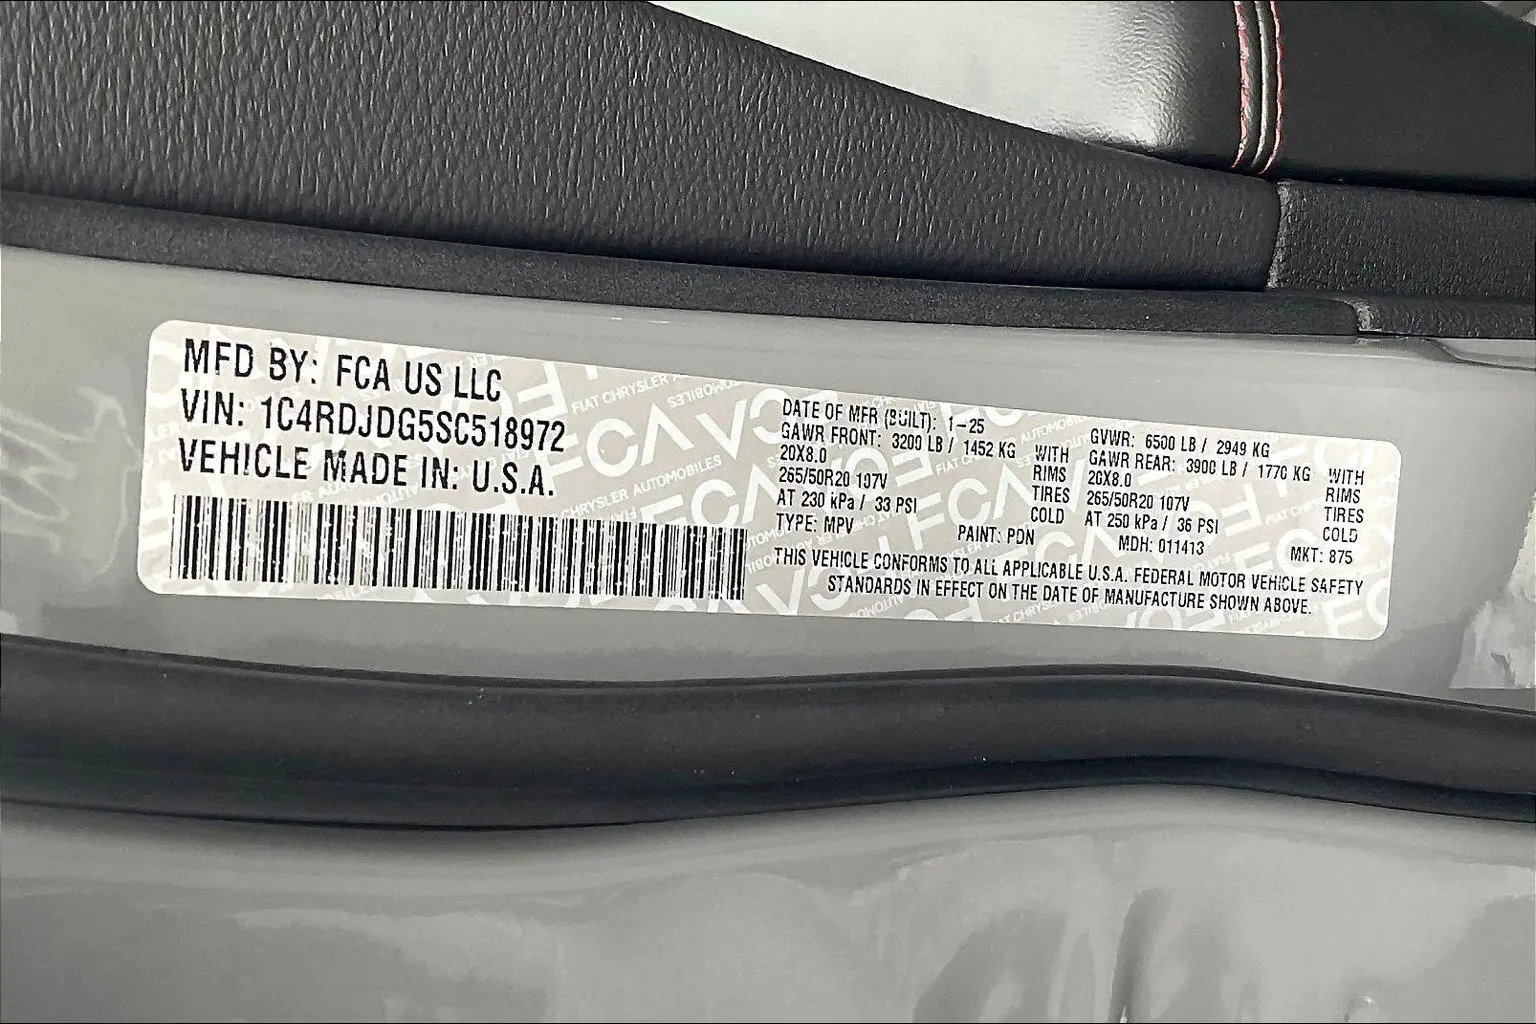 MFD BY: FCA US LLC
VIN: 1C4RDJDG5SC518972
VEHICLE MADE IN: U.S.A.
DATE OF MFR (BUILT): 1-25
GAWR FRONT: 3200 LB / 1452 KG WITH
20X8.0 RIMS
265/50R20 107V TIRES
AT 230 kPa / 33 PSI COLD
TYPE: MPV PAINT: PDN
GVWR: 6500 LB / 2949 KG
GAWR REAR: 3900 LB / 1770 KG WITH
20X8.0 RIMS
265/50R20 107V TIRES
AT 250 kPa / 36 PSI COLD
MDH: 011413 MKT: 875
THIS VEHICLE CONFORMS TO ALL APPLICABLE U.S.A. FEDERAL MOTOR VEHICLE SAFETY
STANDARDS IN EFFECT ON THE DATE OF MANUFACTURE SHOWN ABOVE.